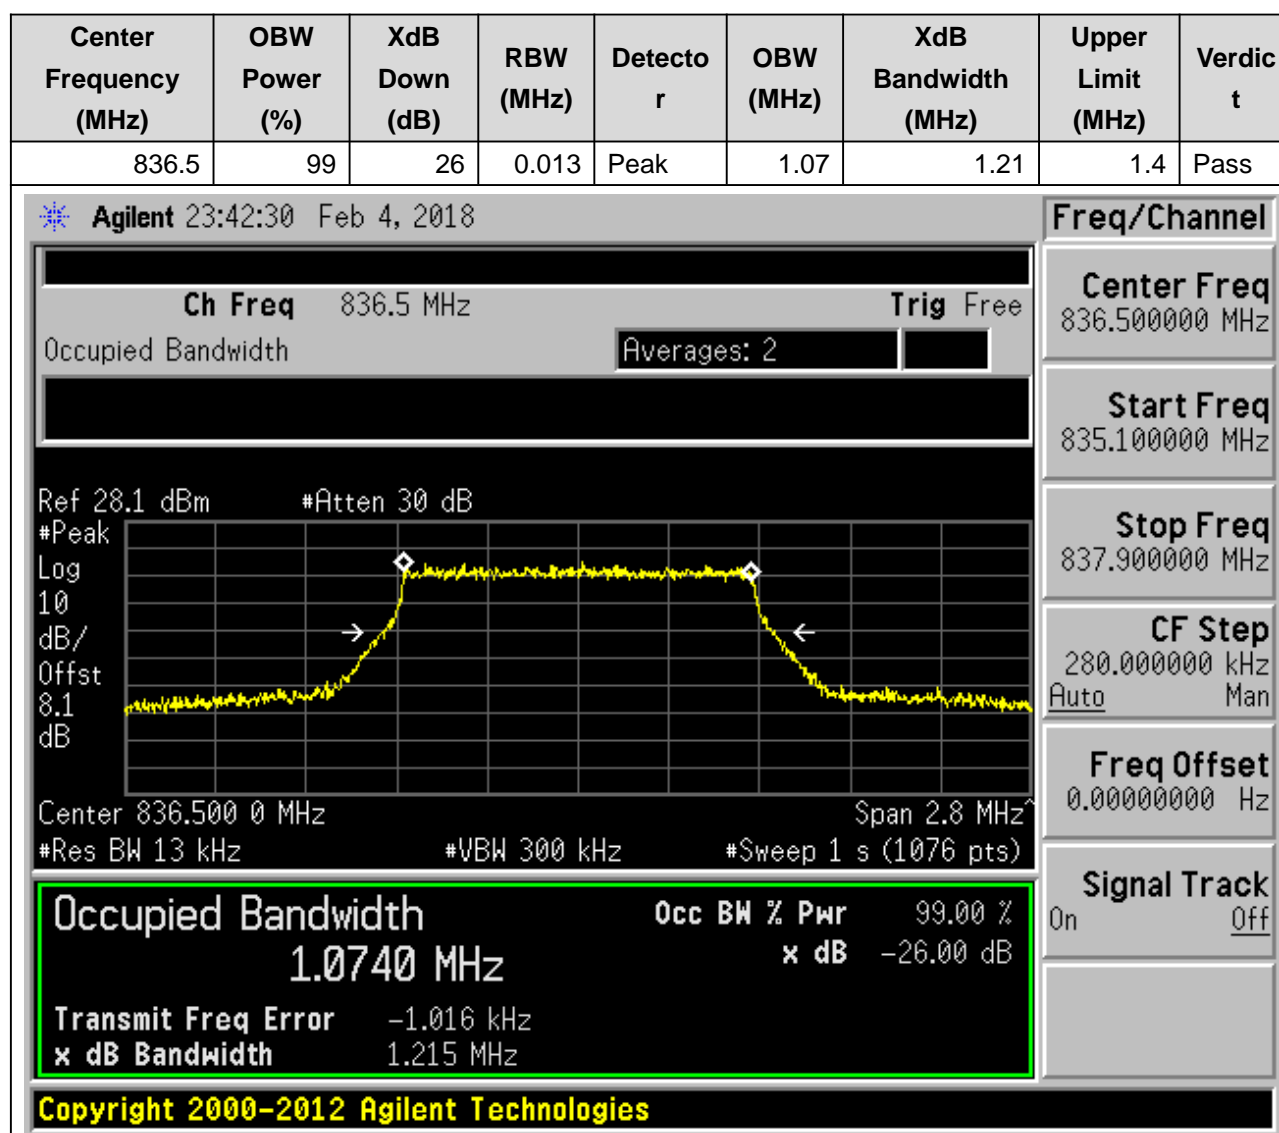 Center Frequency (MHz) OBW Power (%) XdB Down (dB) RBW (MHz) Detecto r OBW (MHz) XdB Bandwidth (MHz) Upper Limit (MHz) Verdic t
836.5 99 26 0.013 Peak 1.07 1.21 1.4 Pass
Agilent 23:42:30 Feb 4, 2018
Freq/Channel
Ch Freq 836.5 MHz Trig Free
Occupied Bandwidth Averages: 2
Ref 28.1 dBm #Atten 30 dB
#Peak
Log
10
dB/
Offst
8.1
dB
Center 836.500 0 MHz Span 2.8 MHz^
#Res BW 13 kHz #VBW 300 kHz #Sweep 1 s (1076 pts)
Occupied Bandwidth
1.0740 MHz
Occ BW % Pwr 99.00 %
x dB -26.00 dB
Transmit Freq Error -1.016 kHz
x dB Bandwidth 1.215 MHz
Center Freq
836.500000 MHz
Start Freq
835.100000 MHz
Stop Freq
837.900000 MHz
CF Step
280.000000 kHz
Auto Man
Freq Offset
0.00000000 Hz
Signal Track
On Off
Copyright 2000-2012 Agilent Technologies